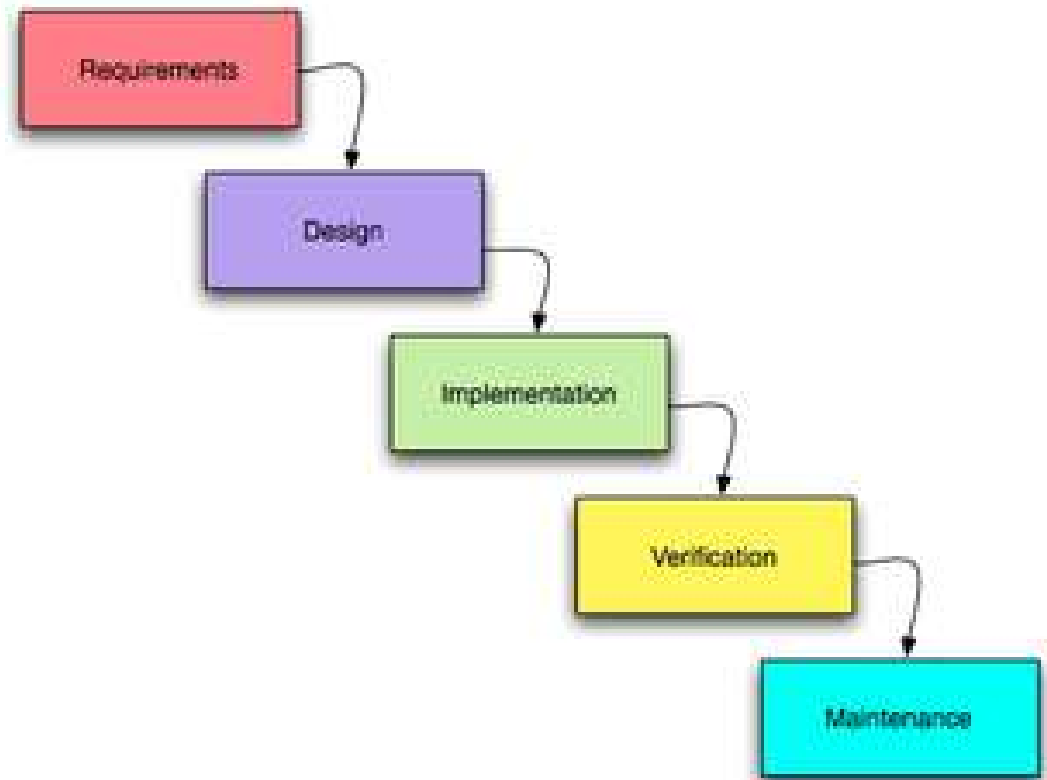 Requirements
Design
Implementation
Verification
Maintenance